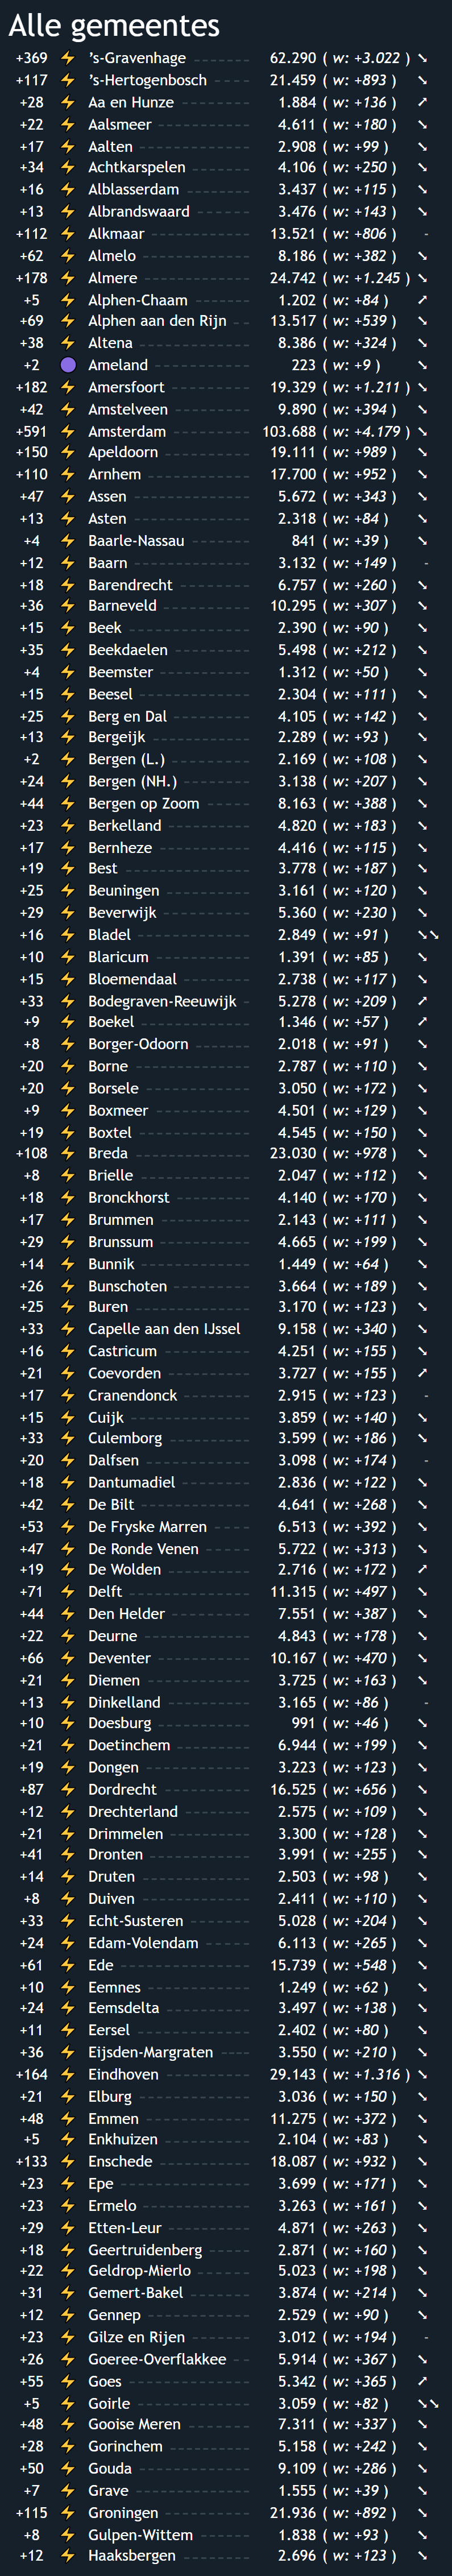 Alle gemeentes
+369 ⚡ ’s-Gravenhage 62.290 ( w: +3.022 ) ➘
+117 ⚡ ’s-Hertogenbosch 21.459 ( w: +893 ) ➘
+28 ⚡ Aa en Hunze 1.884 ( w: +136 ) ➚
+22 ⚡ Aalsmeer 4.611 ( w: +180 ) ➘
+17 ⚡ Aalten 2.908 ( w: +99 ) ➘
+34 ⚡ Achtkarspelen 4.106 ( w: +250 ) ➘
+16 ⚡ Alblasserdam 3.437 ( w: +115 ) ➘
+13 ⚡ Albrandswaard 3.476 ( w: +143 ) ➘
+112 ⚡ Alkmaar 13.521 ( w: +806 ) -
+62 ⚡ Almelo 8.186 ( w: +382 ) ➘
+178 ⚡ Almere 24.742 ( w: +1.245 ) ➘
+5 ⚡ Alphen-Chaam 1.202 ( w: +84 ) ➚
+69 ⚡ Alphen aan den Rijn 13.517 ( w: +539 ) ➘
+38 ⚡ Altena 8.386 ( w: +324 ) ➘
+2 🟣 Ameland 223 ( w: +9 ) ➘
+182 ⚡ Amersfoort 19.329 ( w: +1.211 ) ➘
+42 ⚡ Amstelveen 9.890 ( w: +394 ) ➘
+591 ⚡ Amsterdam 103.688 ( w: +4.179 ) ➘
+150 ⚡ Apeldoorn 19.111 ( w: +989 ) ➘
+110 ⚡ Arnhem 17.700 ( w: +952 ) ➘
+47 ⚡ Assen 5.672 ( w: +343 ) ➘
+13 ⚡ Asten 2.318 ( w: +84 ) ➘
+4 ⚡ Baarle-Nassau 841 ( w: +39 ) ➘
+12 ⚡ Baarn 3.132 ( w: +149 ) -
+18 ⚡ Barendrecht 6.757 ( w: +260 ) ➘
+36 ⚡ Barneveld 10.295 ( w: +307 ) ➘
+15 ⚡ Beek 2.390 ( w: +90 ) ➘
+35 ⚡ Beekdaelen 5.498 ( w: +212 ) ➘
+4 ⚡ Beemster 1.312 ( w: +50 ) ➘
+15 ⚡ Beesel 2.304 ( w: +111 ) ➘
+25 ⚡ Berg en Dal 4.105 ( w: +142 ) ➘
+13 ⚡ Bergeijk 2.289 ( w: +93 ) ➘
+2 ⚡ Bergen (L.) 2.169 ( w: +108 ) ➘
+24 ⚡ Bergen (NH.) 3.138 ( w: +207 ) ➘
+44 ⚡ Bergen op Zoom 8.163 ( w: +388 ) ➘
+23 ⚡ Berkelland 4.820 ( w: +183 ) ➘
+17 ⚡ Bernheze 4.416 ( w: +115 ) ➘
+19 ⚡ Best 3.778 ( w: +187 ) ➘
+25 ⚡ Beuningen 3.161 ( w: +120 ) ➘
+29 ⚡ Beverwijk 5.360 ( w: +230 ) ➘
+16 ⚡ Bladel 2.849 ( w: +91 ) ➘➘
+10 ⚡ Blaricum 1.391 ( w: +85 ) ➘
+15 ⚡ Bloemendaal 2.738 ( w: +117 ) ➘
+33 ⚡ Bodegraven-Reeuwijk 5.278 ( w: +209 ) ➚
+9 ⚡ Boekel 1.346 ( w: +57 ) ➚
+8 ⚡ Borger-Odoorn 2.018 ( w: +91 ) ➘
+20 ⚡ Borne 2.787 ( w: +110 ) ➘
+20 ⚡ Borsele 3.050 ( w: +172 ) ➘
+9 ⚡ Boxmeer 4.501 ( w: +129 ) ➘
+19 ⚡ Boxtel 4.545 ( w: +150 ) ➘
+108 ⚡ Breda 23.030 ( w: +978 ) ➘
+8 ⚡ Brielle 2.047 ( w: +112 ) ➘
+18 ⚡ Bronckhorst 4.140 ( w: +170 ) ➘
+17 ⚡ Brummen 2.143 ( w: +111 ) ➘
+29 ⚡ Brunssum 4.665 ( w: +199 ) ➘
+14 ⚡ Bunnik 1.449 ( w: +64 ) ➘
+26 ⚡ Bunschoten 3.664 ( w: +189 ) ➘
+25 ⚡ Buren 3.170 ( w: +123 ) ➘
+33 ⚡ Capelle aan den IJssel 9.158 ( w: +340 ) ➘
+16 ⚡ Castricum 4.251 ( w: +155 ) ➘
+21 ⚡ Coevorden 3.727 ( w: +155 ) ➚
+17 ⚡ Cranendonck 2.915 ( w: +123 ) -
+15 ⚡ Cuijk 3.859 ( w: +140 ) ➘
+33 ⚡ Culemborg 3.599 ( w: +186 ) ➘
+20 ⚡ Dalfsen 3.098 ( w: +174 ) -
+18 ⚡ Dantumadiel 2.836 ( w: +122 ) ➘
+42 ⚡ De Bilt 4.641 ( w: +268 ) ➘
+53 ⚡ De Fryske Marren 6.513 ( w: +392 ) ➘
+47 ⚡ De Ronde Venen 5.722 ( w: +313 ) ➘
+19 ⚡ De Wolden 2.716 ( w: +172 ) ➚
+71 ⚡ Delft 11.315 ( w: +497 ) ➘
+44 ⚡ Den Helder 7.551 ( w: +387 ) ➘
+22 ⚡ Deurne 4.843 ( w: +178 ) ➘
+66 ⚡ Deventer 10.167 ( w: +470 ) ➘
+21 ⚡ Diemen 3.725 ( w: +163 ) ➘
+13 ⚡ Dinkelland 3.165 ( w: +86 ) -
+10 ⚡ Doesburg 991 ( w: +46 ) ➘
+21 ⚡ Doetinchem 6.944 ( w: +199 ) ➘
+19 ⚡ Dongen 3.223 ( w: +123 ) ➘
+87 ⚡ Dordrecht 16.525 ( w: +656 ) ➘
+12 ⚡ Drechterland 2.575 ( w: +109 ) ➘
+21 ⚡ Drimmelen 3.300 ( w: +128 ) ➘
+41 ⚡ Dronten 3.991 ( w: +255 ) ➘
+14 ⚡ Druten 2.503 ( w: +98 ) ➘
+8 ⚡ Duiven 2.411 ( w: +110 ) ➘
+33 ⚡ Echt-Susteren 5.028 ( w: +204 ) ➘
+24 ⚡ Edam-Volendam 6.113 ( w: +265 ) ➘
+61 ⚡ Ede 15.739 ( w: +548 ) ➘
+10 ⚡ Eemnes 1.249 ( w: +62 ) ➘
+24 ⚡ Eemsdelta 3.497 ( w: +138 ) ➘
+11 ⚡ Eersel 2.402 ( w: +80 ) ➘
+36 ⚡ Eijsden-Margraten 3.550 ( w: +210 ) ➘
+164 ⚡ Eindhoven 29.143 ( w: +1.316 ) ➘
+21 ⚡ Elburg 3.036 ( w: +150 ) ➘
+48 ⚡ Emmen 11.275 ( w: +372 ) ➘
+5 ⚡ Enkhuizen 2.104 ( w: +83 ) ➘
+133 ⚡ Enschede 18.087 ( w: +932 ) ➘
+23 ⚡ Epe 3.699 ( w: +171 ) ➘
+23 ⚡ Ermelo 3.263 ( w: +161 ) ➘
+29 ⚡ Etten-Leur 4.871 ( w: +263 ) ➘
+18 ⚡ Geertruidenberg 2.871 ( w: +160 ) ➘
+22 ⚡ Geldrop-Mierlo 5.023 ( w: +198 ) ➘
+31 ⚡ Gemert-Bakel 3.874 ( w: +214 ) ➘
+12 ⚡ Gennep 2.529 ( w: +90 ) ➘
+23 ⚡ Gilze en Rijen 3.012 ( w: +194 ) -
+26 ⚡ Goeree-Overflakkee 5.914 ( w: +367 ) ➘
+55 ⚡ Goes 5.342 ( w: +365 ) ➚
+5 ⚡ Goirle 3.059 ( w: +82 ) ➘➘
+48 ⚡ Gooise Meren 7.311 ( w: +337 ) ➘
+28 ⚡ Gorinchem 5.158 ( w: +242 ) ➘
+50 ⚡ Gouda 9.109 ( w: +286 ) ➘
+7 ⚡ Grave 1.555 ( w: +39 ) ➘
+115 ⚡ Groningen 21.936 ( w: +892 ) ➘
+8 ⚡ Gulpen-Wittem 1.838 ( w: +93 ) ➘
+12 ⚡ Haaksbergen 2.696 ( w: +123 ) ➘